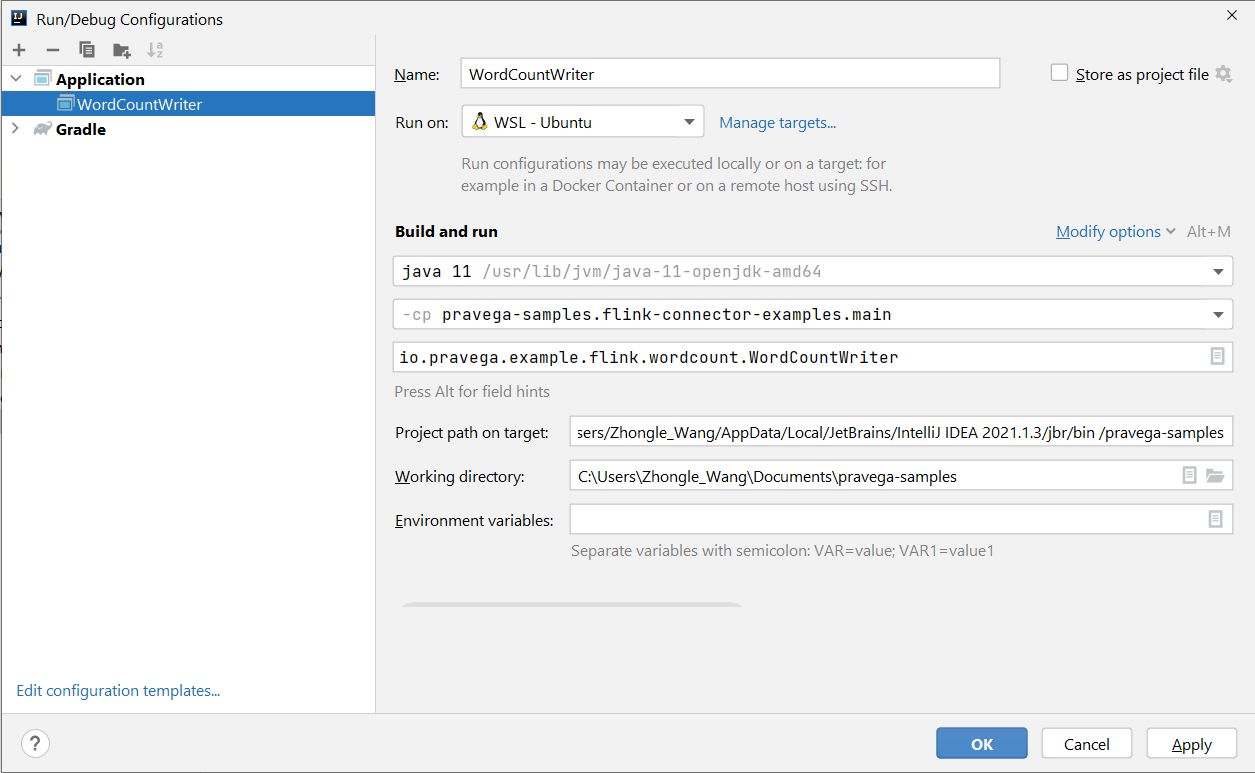 Run/Debug Configurations
Application
WordCountWriter
Gradle
Edit configuration templates...
Name: WordCountWriter Store as project file
Run on: WSL - Ubuntu Manage targets...
Run configurations may be executed locally or on a target: for
example in a Docker Container or on a remote host using SSH.
Build and run Modify options Alt+M
java 11 /usr/lib/jvm/java-11-openjdk-amd64
-cp pravega-samples.flink-connector-examples.main
io.pravega.example.flink.wordcount.WordCountWriter
Press Alt for field hints
Project path on target: sers/Zhongle_Wang/AppData/Local/JetBrains/IntelliJ IDEA 2021.1.3/jbr/bin /pravega-samples
Working directory: C:\Users\Zhongle_Wang\Documents\pravega-samples
Environment variables:
Separate variables with semicolon: VAR=value; VAR1=value1
? OK Cancel Apply